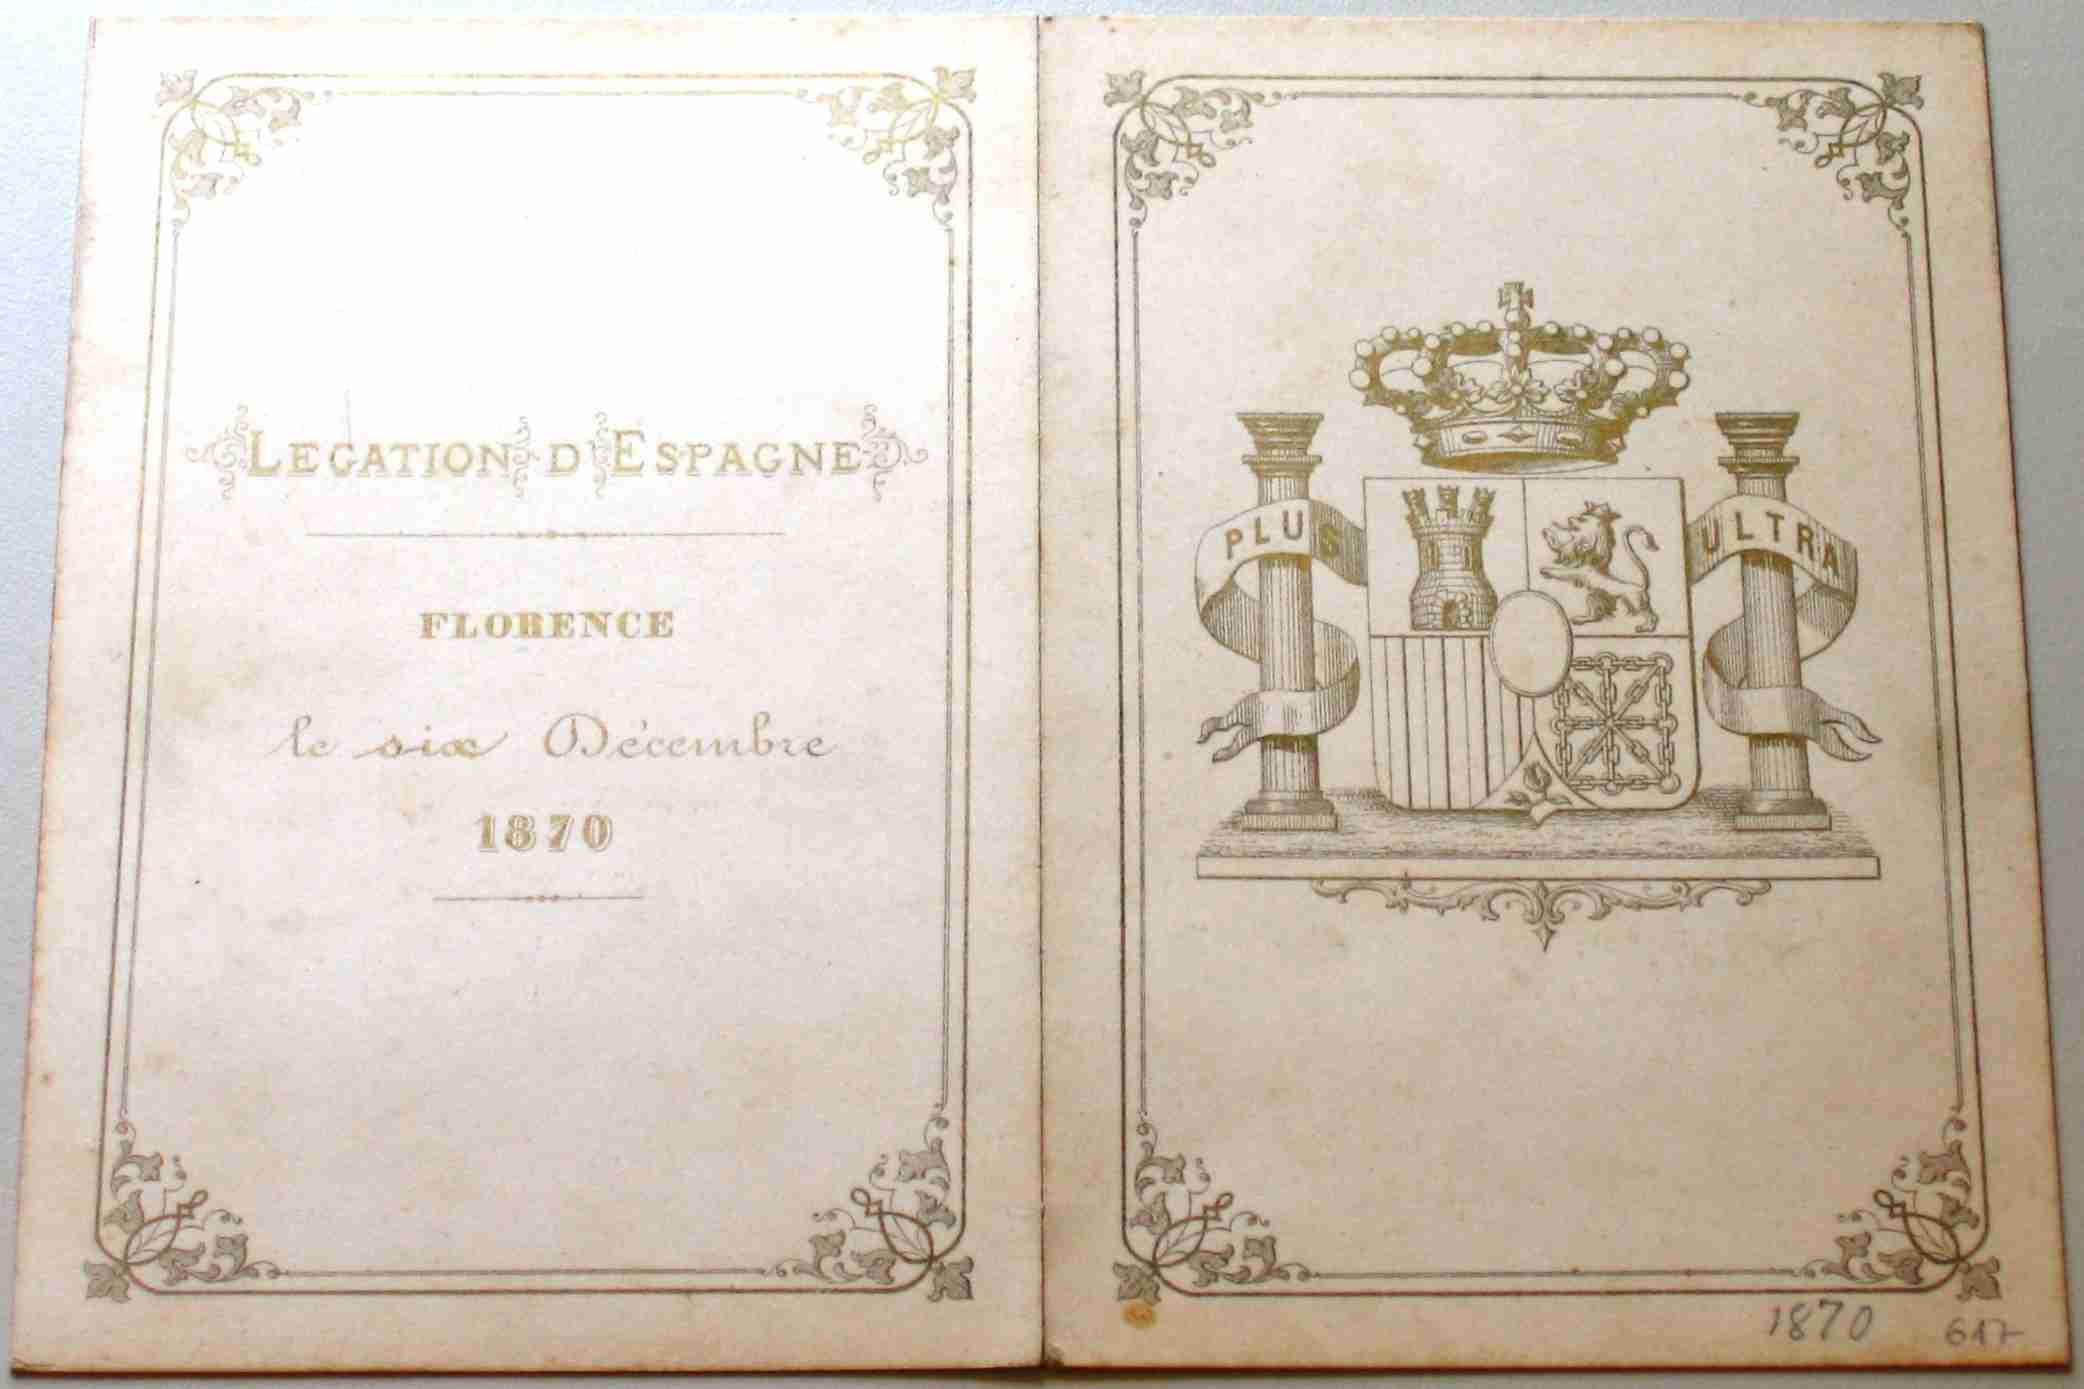 LEGATION D'ESPAGNE
FLORENCE
le six Décembre
1870
PLUS ULTRA
1870 617